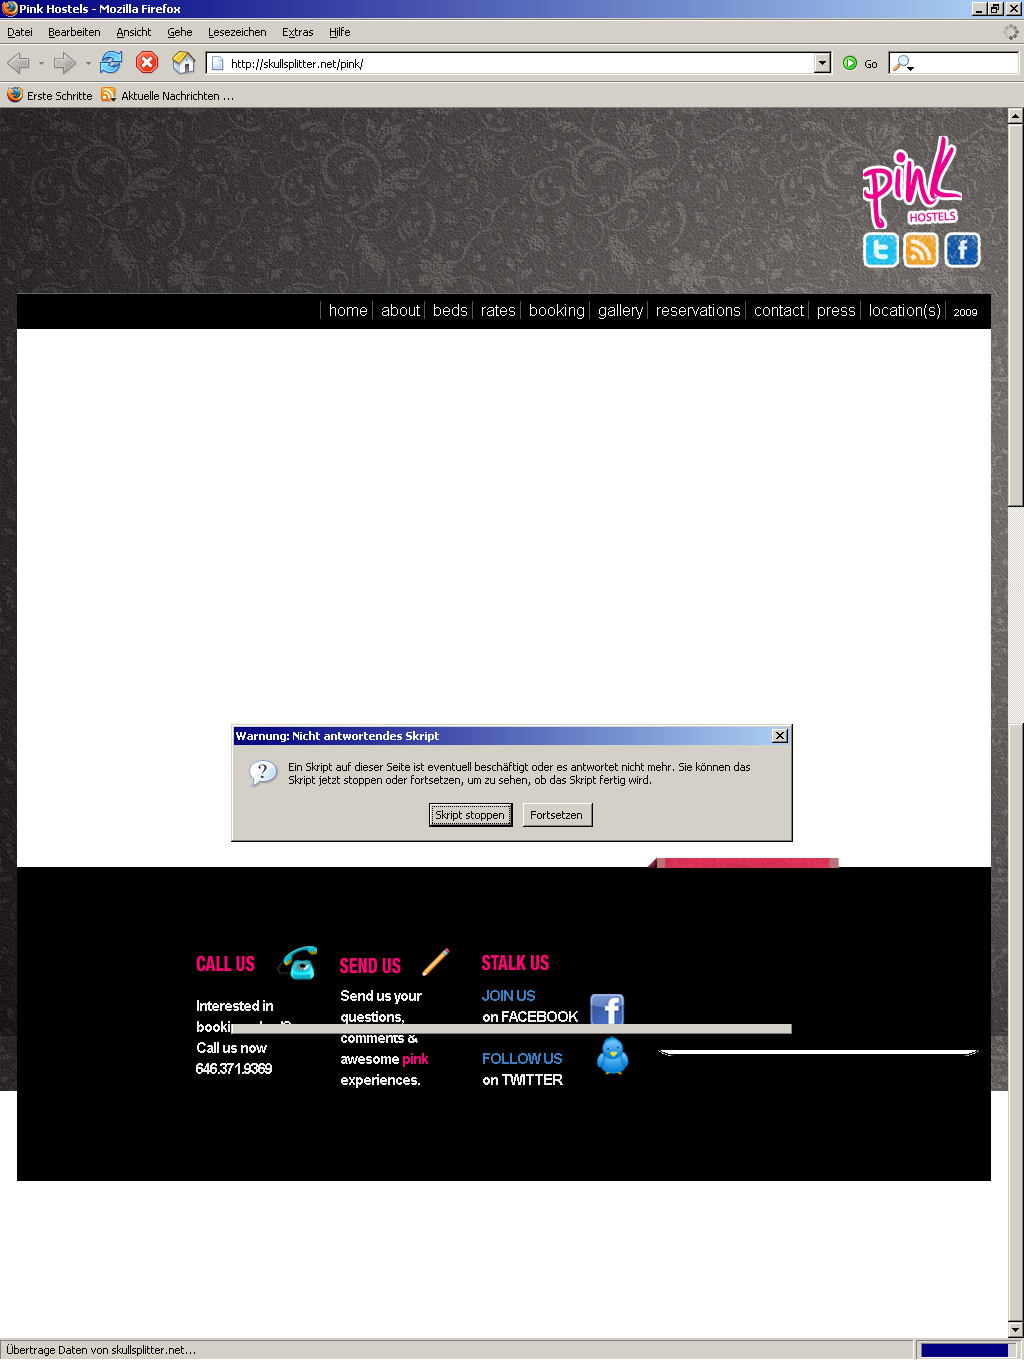 Pink Hostels - Mozilla Firefox
Datei Bearbeiten Ansicht Gehe Lesezeichen Extras Hilfe
http://skullsplitter.net/pink/ Go
Erste Schritte Aktuelle Nachrichten ...
pink
HOSTELS
home about beds rates booking gallery reservations contact press location(s) 2009
Warnung: Nicht antwortendes Skript
Ein Skript auf dieser Seite ist eventuell beschäftigt oder es antwortet nicht mehr. Sie können das
Skript jetzt stoppen oder fortsetzen, um zu sehen, ob das Skript fertig wird.
Skript stoppen Fortsetzen
CALL US
Interested in
Call us now
646.371.9369
SEND US
Send us your
questions,
comments &
awesome pink
experiences.
STALK US
JOIN US
on FACEBOOK
FOLLOW US
on TWITTER
Übertrage Daten von skullsplitter.net...